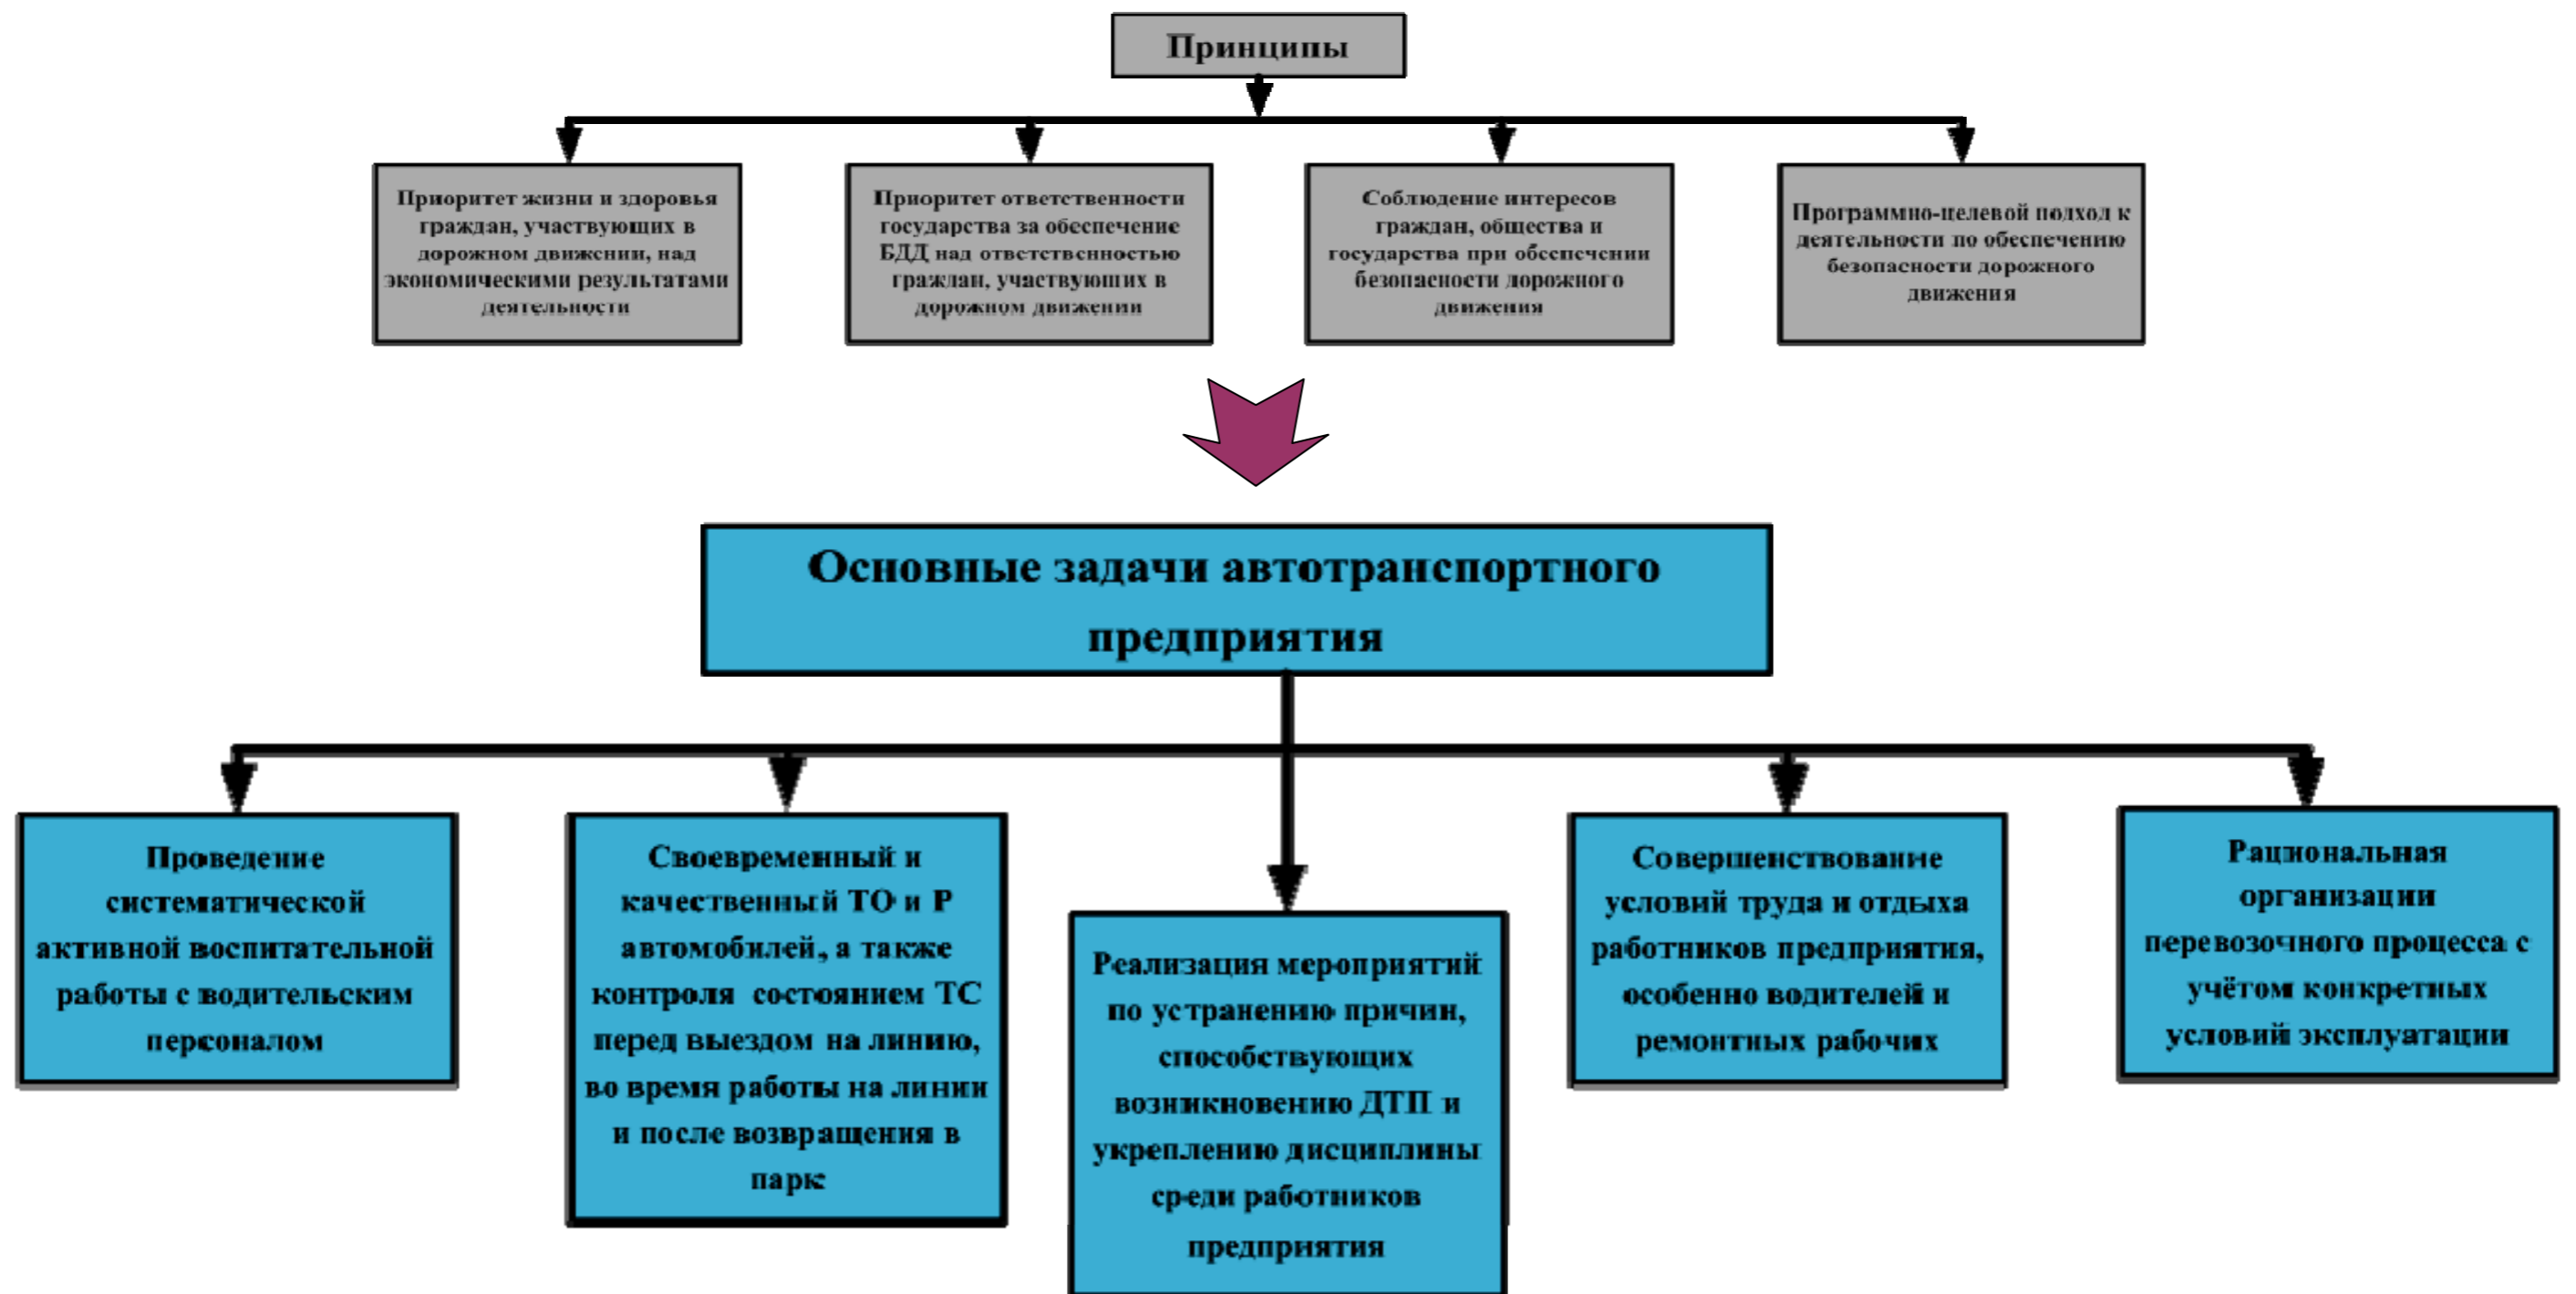 Принципы
Приоритет жизни и здоровья
граждан, участвующих в
дорожном движении, над
экономическими результатами
деятельности
Приоритет ответственности
государства за обеспечение
БДД над ответственностью
граждан, участвующих в
дорожном движении
Соблюдение интересов
граждан, общества и
государства при обеспечении
безопасности дорожного
движения
Программно-целевой подход к
деятельности по обеспечению
безопасности дорожного
движения
Основные задачи автотранспортного
предприятия
Проведение
систематической
активной воспитательной
работы с водительским
персоналом
Своевременный и
качественный ТО и Р
автомобилей, а также
контроля состоянием ТС
перед выездом на линию,
во время работы на линии
и после возвращения в
парк
Реализация мероприятий
по устранению причин,
способствующих
возникновению ДТП и
укреплению дисциплины
среди работников
предприятия
Совершенствование
условий труда и отдыха
работников предприятия,
особенно водителей и
ремонтных рабочих
Рациональная
организации
перевозочного процесса с
учётом конкретных
условий эксплуатации